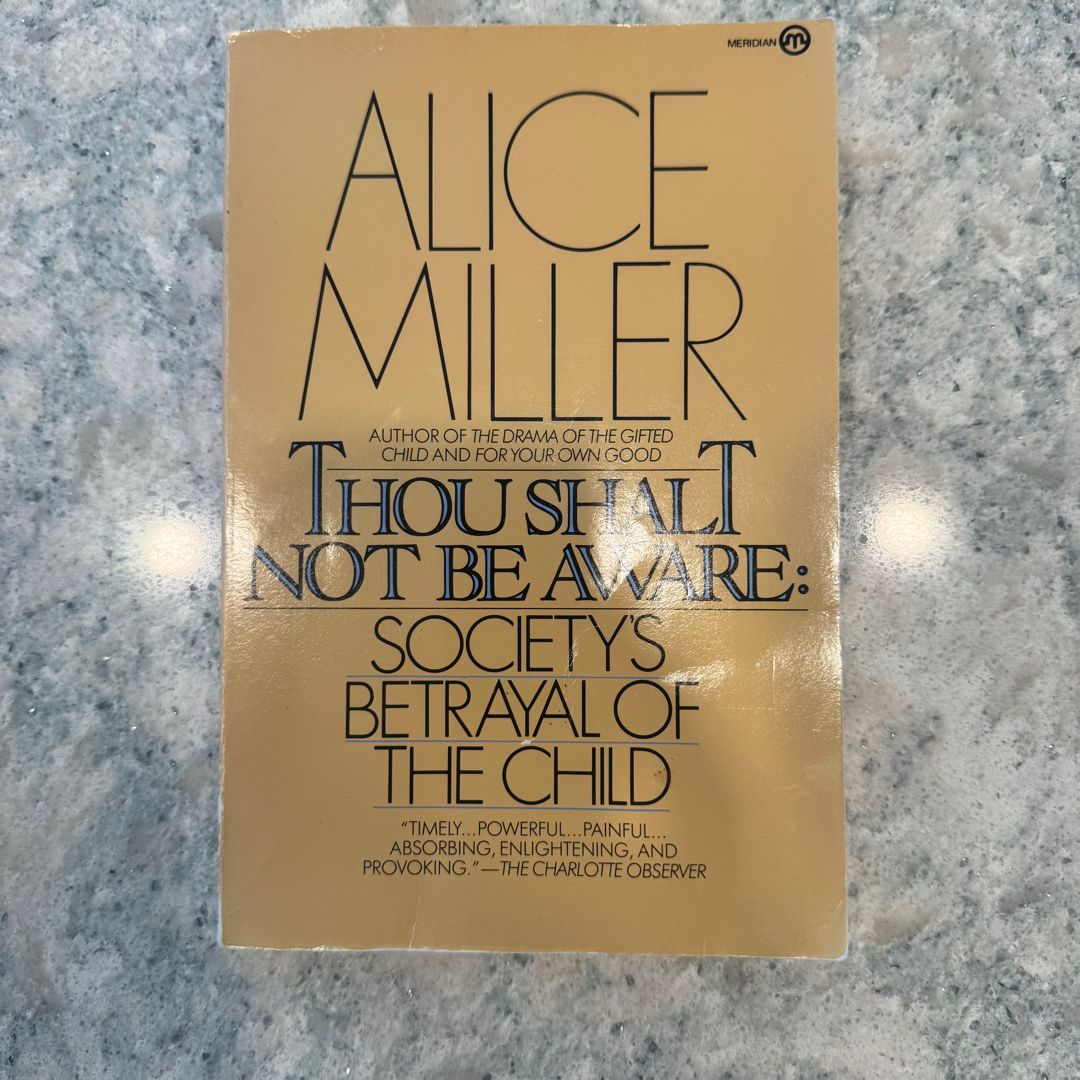 MERIDIAN
ALICE
MILLER
AUTHOR OF THE DRAMA OF THE GIFTED
CHILD AND FOR YOUR OWN GOOD
THOU SHALT
NOT BE AWARE:
SOCIETY'S
BETRAYAL OF
THE CHILD
“TIMELY...POWERFUL...PAINFUL...
ABSORBING, ENLIGHTENING, AND
PROVOKING.”—THE CHARLOTTE OBSERVER